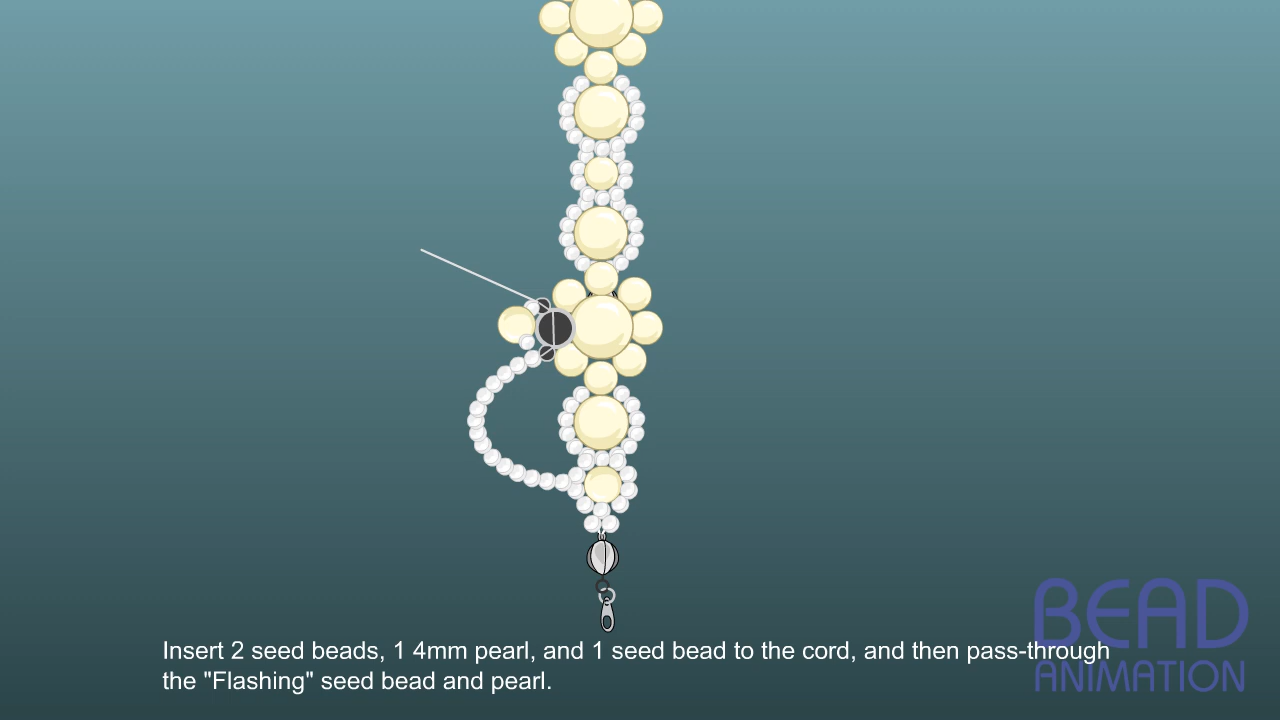 Insert 2 seed beads, 1 4mm pearl, and 1 seed bead to the cord, and then pass-through
the "Flashing" seed bead and pearl.
BEAD
ANIMATION